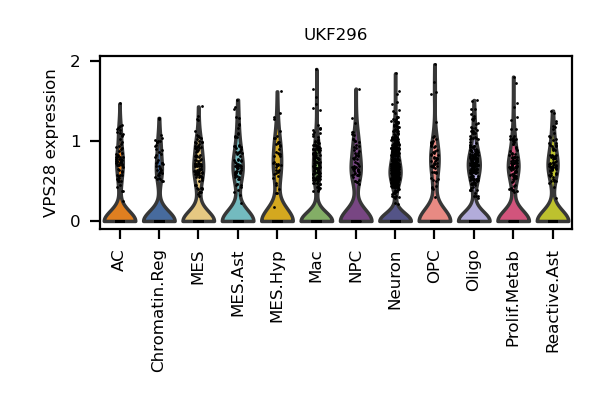 UKF296
VPS28 expression
2
1
0
AC
Chromatin.Reg
MES
MES.Ast
MES.Hyp
Mac
NPC
Neuron
OPC
Oligo
Prolif.Metab
Reactive.Ast